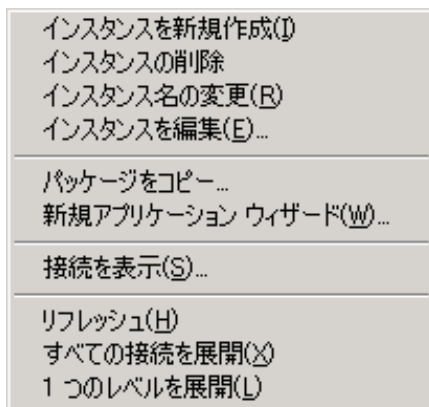 インスタンスを新規作成(I)
インスタンスの削除
インスタンス名の変更(R)
インスタンスを編集(E)...
パッケージをコピー...
新規アプリケーション ウィザード(W)...
接続を表示(S)...
リフレッシュ(H)
すべての接続を展開(X)
1 つのレベルを展開(L)